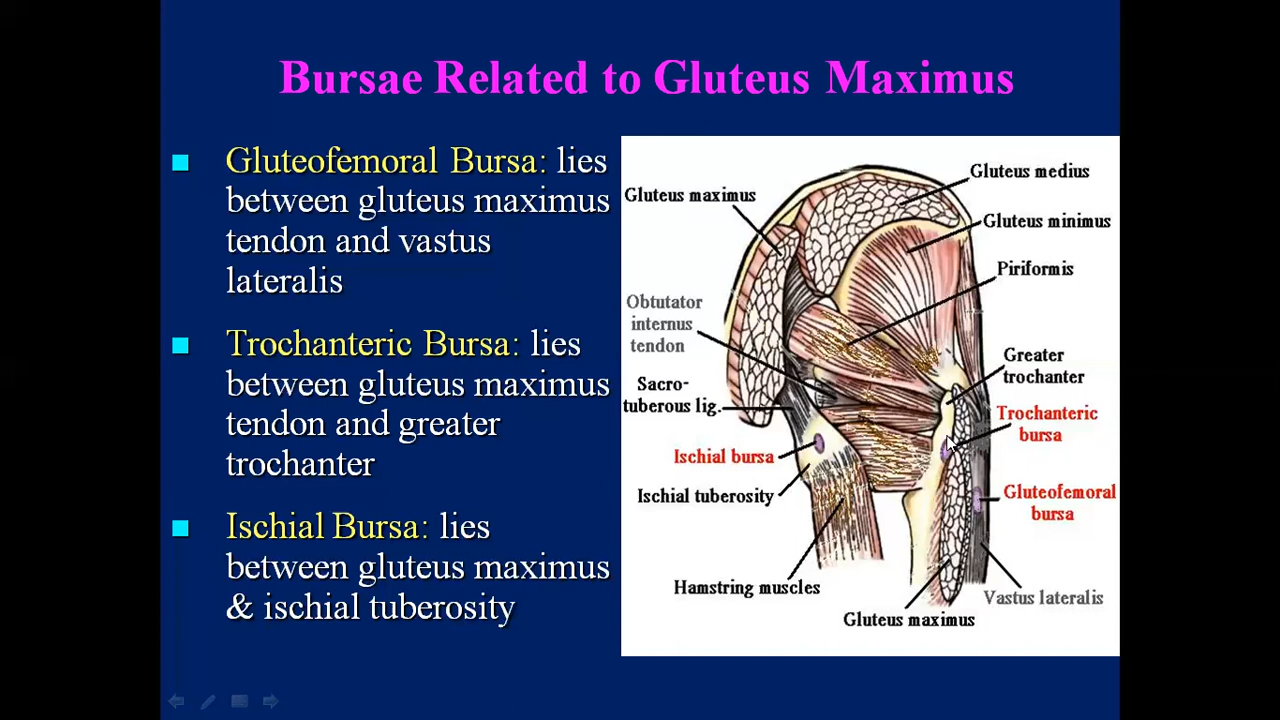 Bursae Related to Gluteus Maximus
Gluteofemoral Bursa: lies
between gluteus maximus
tendon and vastus
lateralis
Trochanteric Bursa: lies
between gluteus maximus
tendon and greater
trochanter
Ischial Bursa: lies
between gluteus maximus
& ischial tuberosity
Gluteus medius
Gluteus maximus
Gluteus minimus
Piriformis
Obtutator
internus
tendon
Greater
trochanter
Sacro-
tuberous lig.
Trochanteric
bursa
Ischial bursa
Ischial tuberosity
Gluteofemoral
bursa
Hamstring muscles
Vastus lateralis
Gluteus maximus